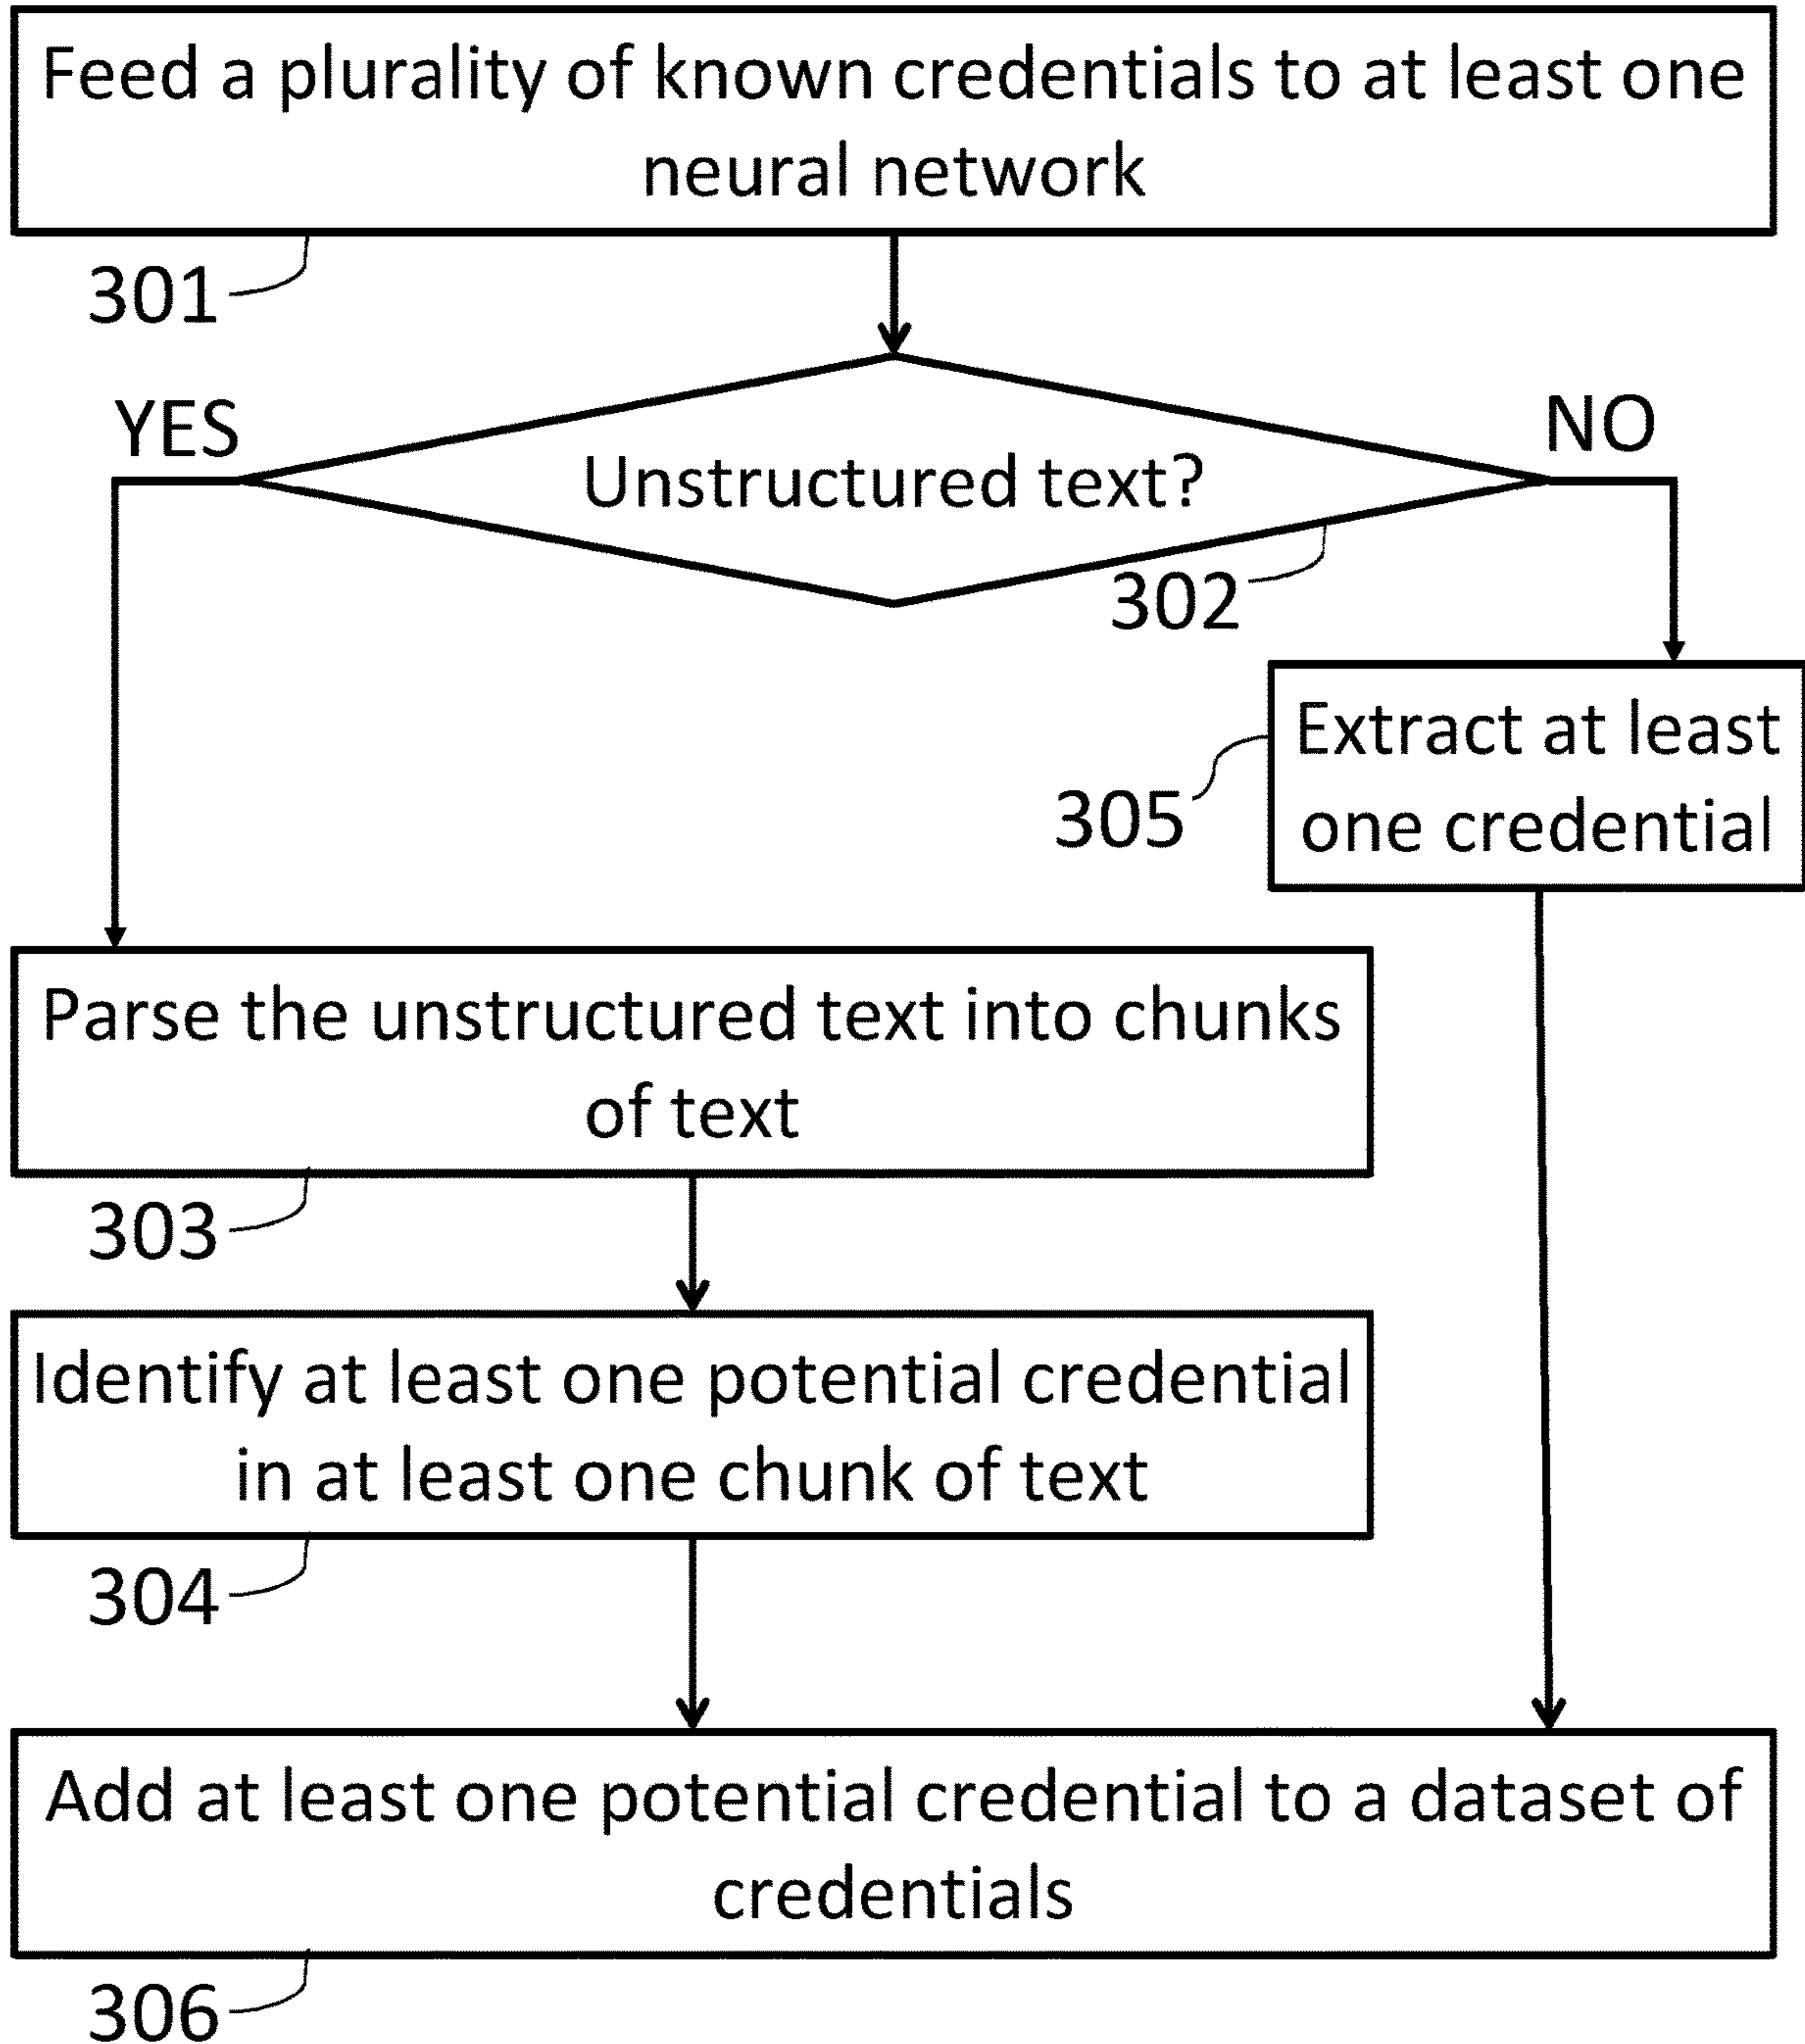 Feed a plurality of known credentials to at least one
neural network
301
YES
NO
Unstructured text?
302
Extract at least
one credential
305
Parse the unstructured text into chunks
of text
303
Identify at least one potential credential
in at least one chunk of text
304
Add at least one potential credential to a dataset of
credentials
306